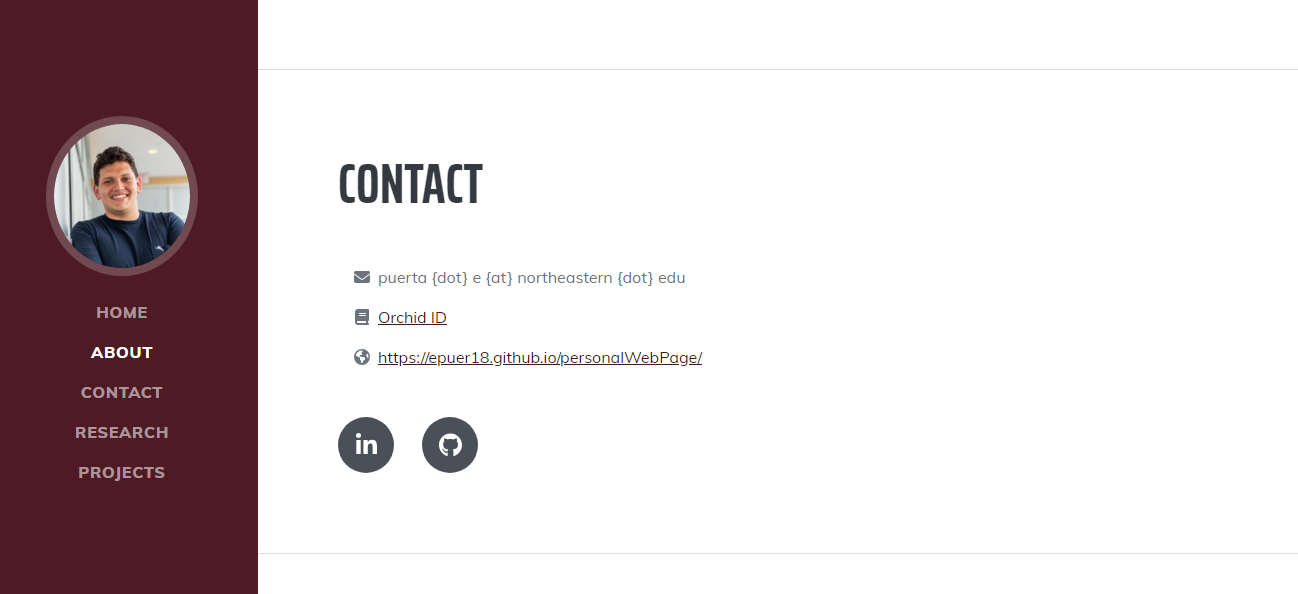 HOME
ABOUT
CONTACT
RESEARCH
PROJECTS
CONTACT
puerta {dot} e {at} northeastern {dot} edu
Orchid ID
https://epuer18.github.io/personalWebPage/
in